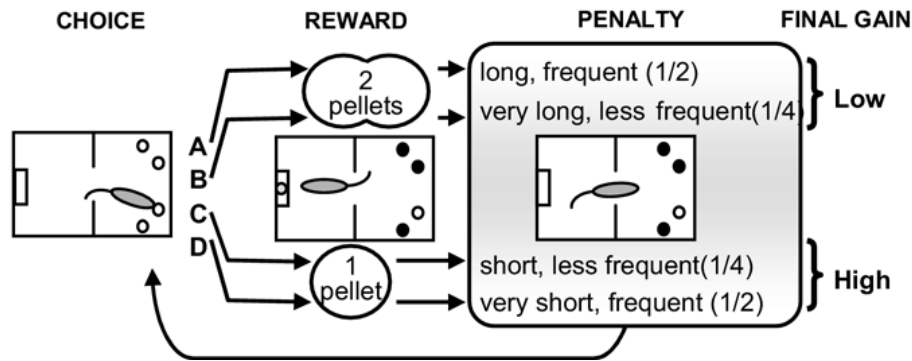 CHOICE REWARD PENALTY FINAL GAIN
A
B
C
D
2
pellets
1
pellet
long, frequent (1/2)
very long, less frequent(1/4)
short, less frequent(1/4)
very short, frequent (1/2)
Low
High